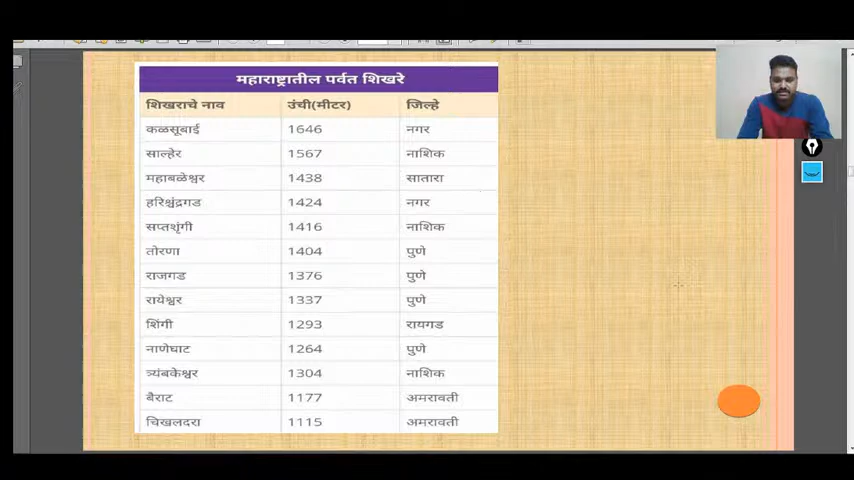 महाराष्ट्रातील पर्वत शिखरे
शिखराचे नाव उंची(मीटर) जिल्हे
कळसूबाई 1646 नगर
साल्हेर 1567 नाशिक
महाबळेश्वर 1438 सातारा
हरिश्चंद्रगड 1424 नगर
सप्तशृंगी 1416 नाशिक
तोरणा 1404 पुणे
राजगड 1376 पुणे
रायेश्वर 1337 पुणे
शिंगी 1293 रायगड
नाणेघाट 1264 पुणे
त्र्यंबकेश्वर 1304 नाशिक
बैराट 1177 अमरावती
चिखलदरा 1115 अमरावती